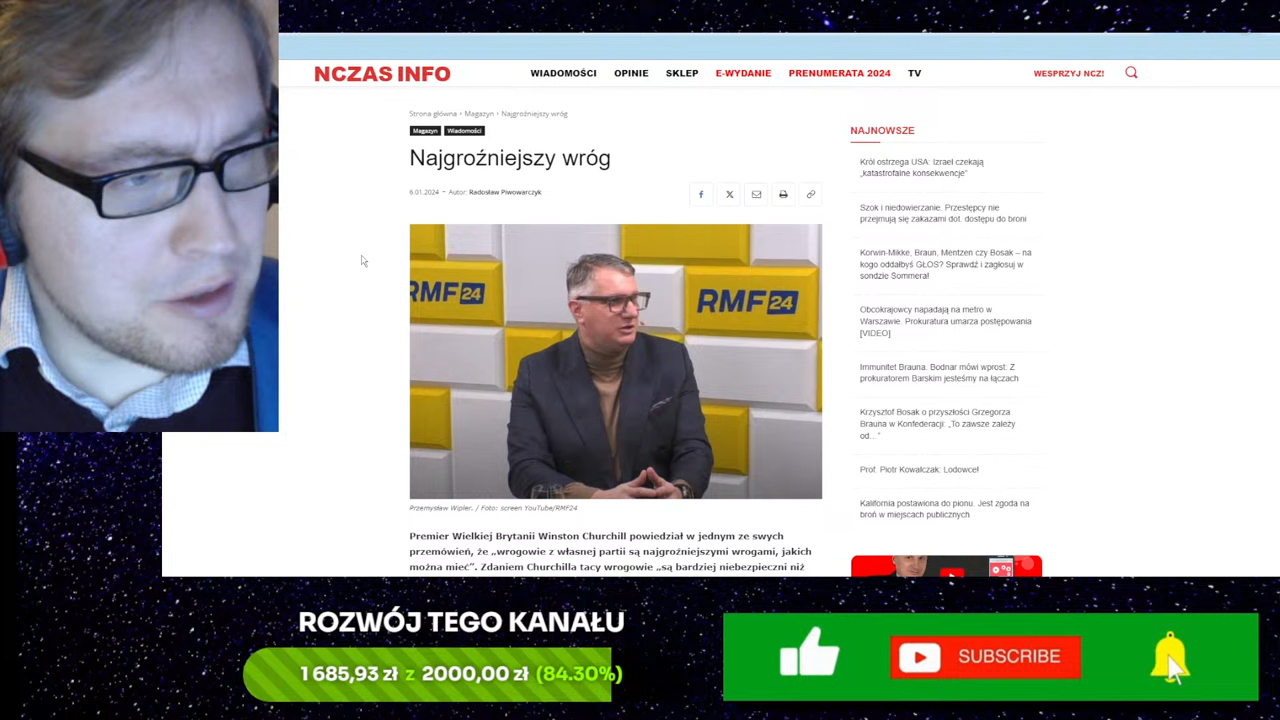 NCZAS INFO
WIADOMOŚCI OPINIE SKLEP E-WYDANIE PRENUMERATA 2024 TV
WESPRZYJ NCZ!
Strona główna › Magazyn › Najgroźniejszy wróg
Magazyn Wiadomości
Najgroźniejszy wróg
6.01.2024 – Autor: Radosław Piwowarczyk
RMF24
RMF24
Przemysław Wipler. / Foto: screen YouTube/RMF24
Premier Wielkiej Brytanii Winston Churchill powiedział w jednym ze swych
przemówień, że „wrogowie z własnej partii są najgroźniejszymi wrogami, jakich
można mieć”. Zdaniem Churchilla tacy wrogowie „są bardziej niebezpieczni niż
NAJNOWSZE
Król ostrzega USA: Izrael czekają
„katastrofalne konsekwencje”
Szok i niedowierzanie. Przestępcy nie
przejmują się zakazami dot. dostępu do broni
Korwin-Mikke, Braun, Mentzen czy Bosak – na
kogo oddałbyś GŁOS? Sprawdź i zagłosuj w
sondzie Sommera!
Obcokrajowcy napadają na metro w
Warszawie. Prokuratura umarza postępowania
[VIDEO]
Immunitet Brauna. Bodnar mówi wprost: Z
prokuratorem Barskim jesteśmy na łączach
Krzysztof Bosak o przyszłości Grzegorza
Brauna w Konfederacji: „To zawsze zależy
od…”
Prof. Piotr Kowalczak: Lodowce!
Kalifornia postawiona do pionu. Jest zgoda na
broń w miejscach publicznych
ROZWÓJ TEGO KANAŁU
1 685,93 zł z 2000,00 zł (84.30%)
SUBSCRIBE